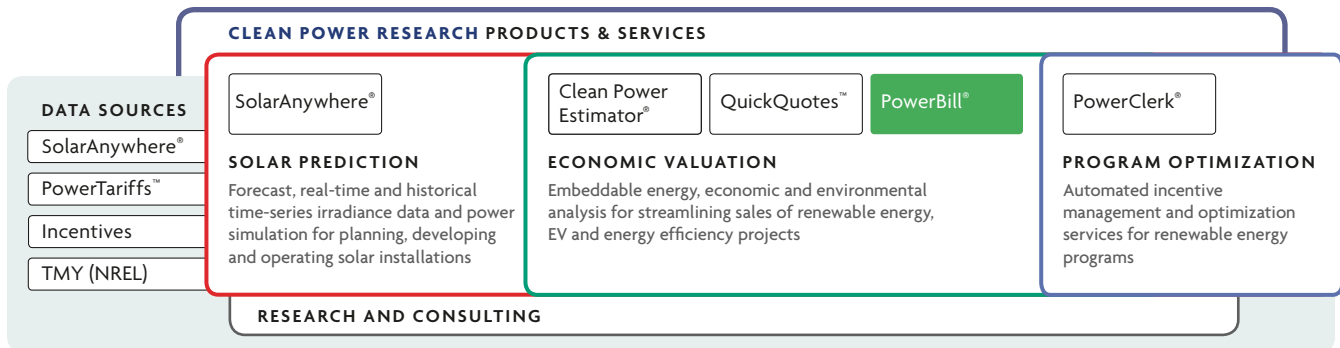 CLEAN POWER RESEARCH PRODUCTS & SERVICES
DATA SOURCES
SolarAnywhere®
PowerTariffs™
Incentives
TMY (NREL)
SolarAnywhere®
SOLAR PREDICTION
Forecast, real-time and historical
time-series irradiance data and power
simulation for planning, developing
and operating solar installations
Clean Power
Estimator®
QuickQuotes™
PowerBill®
ECONOMIC VALUATION
Embeddable energy, economic and environmental
analysis for streamlining sales of renewable energy,
EV and energy efficiency projects
PowerClerk®
PROGRAM OPTIMIZATION
Automated incentive
management and optimization
services for renewable energy
programs
RESEARCH AND CONSULTING